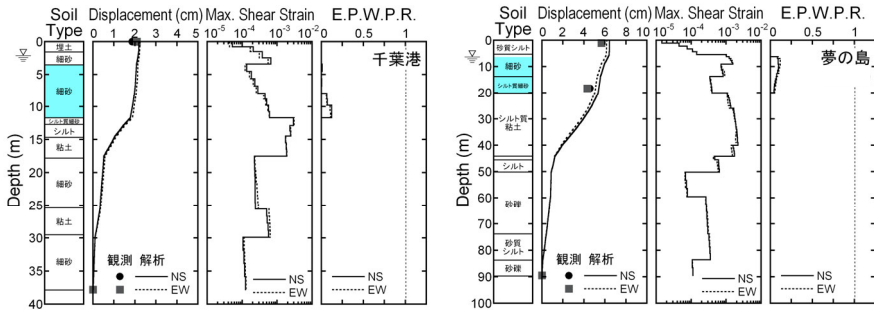 Soil Type
Displacement (cm)
Max. Shear Strain
E.P.W.P.R.
0 1 2 3 4 5
10-5 10-4 10-3 10-2
0.0 0.5 1.0
千葉港
Depth (m)
0
5
10
15
20
25
30
35
40
埋土
細砂
細砂
シルト質細砂
シルト
粘土
細砂
粘土
細砂
観測 解析
NS
EW
NS
EW
NS
EW
Soil Type
Displacement (cm)
Max. Shear Strain
E.P.W.P.R.
0 2 4 6 8 10
10-5 10-4 10-3 10-2
0.0 0.5 1.0
夢の島
Depth (m)
0
10
20
30
40
50
60
70
80
90
100
砂質シルト
細砂
シルト質細砂
シルト質
粘土
シルト
砂礫
砂質
シルト
砂礫
観測 解析
NS
EW
NS
EW
NS
EW